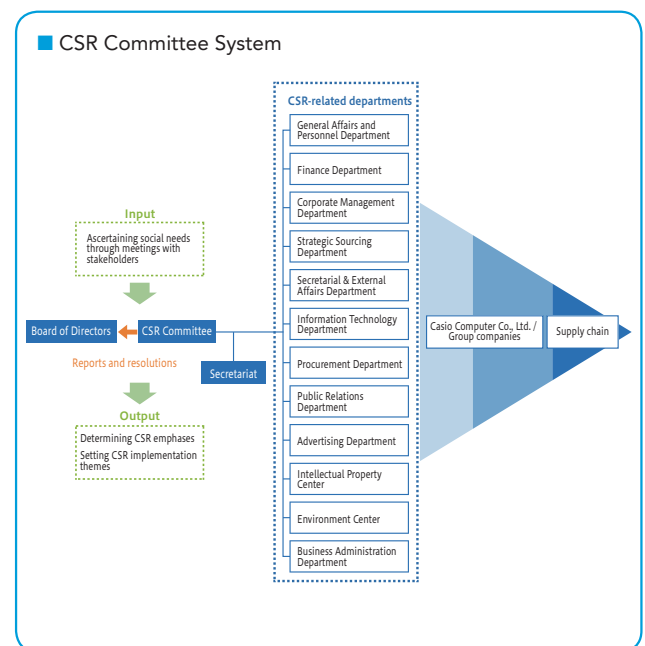 CSR Committee System
Input
Ascertaining social needs
through meetings with
stakeholders
Board of Directors
CSR Committee
Reports and resolutions
Secretariat
Output
Determining CSR emphases
Setting CSR implementation
themes
CSR-related departments
General Affairs and
Personnel Department
Finance Department
Corporate Management
Department
Strategic Sourcing
Department
Secretarial & External
Affairs Department
Information Technology
Department
Procurement Department
Public Relations
Department
Advertising Department
Intellectual Property
Center
Environment Center
Business Administration
Department
Casio Computer Co., Ltd. /
Group companies
Supply chain